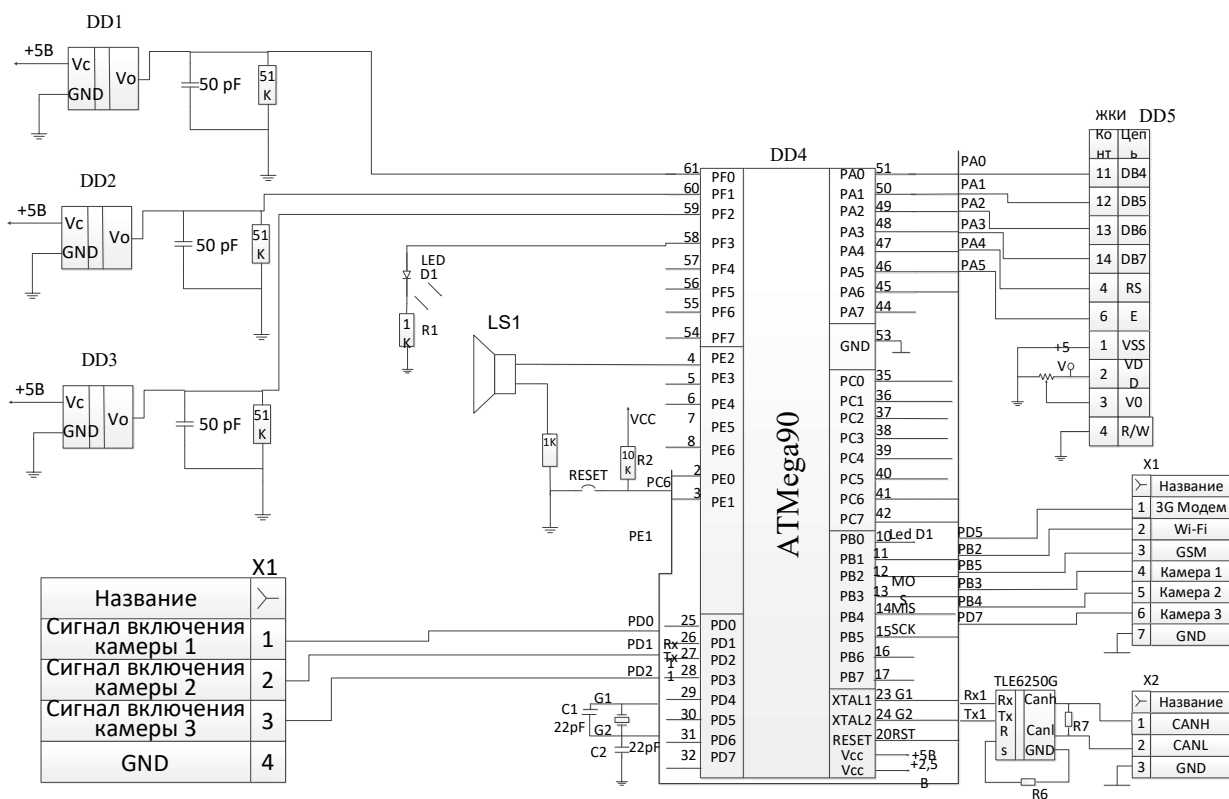 DD1
+5В
Vc
Vo
GND
50 pF
51
К
DD2
+5В
Vc
Vo
GND
50 pF
51
К
DD3
+5В
Vc
Vo
GND
50 pF
51
К
LED
D1
1
К
R1
LS1
1К
VCC
10
К
R2
RESET
PC6
PE1
DD4
ATMega90
61
PF0
60
PF1
59
PF2
58
PF3
57
PF4
56
PF5
55
PF6
54
PF7
4
PE2
5
PE3
6
PE4
7
PE5
8
PE6
2
PE0
3
PE1
PD0
25
PD0
PD1
Rx
26
PD1
Tx
27
PD2
1
1
PD2
28
PD3
29
PD4
30
PD5
31
PD6
32
PD7
C1
22pF
G1
G2
C2
22pF
PA0
51
PA1
50
PA2
49
PA3
48
PA4
47
PA5
46
PA6
45
PA7
44
GND
53
PC0
35
PC1
36
PC2
37
PC3
38
PC4
39
PC5
40
PC6
41
PC7
42
PB0
10
Led D1
PB1
11
PB2
12
MO
S
PB3
13
PB4
14
MIS
PB5
15
SCK
PB6
16
PB7
17
XTAL1
23 G1
XTAL2
24 G2
RESET
20RST
Vcc
+5В
Vcc
+2,5
В
PA0
PA1
PA2
PA3
PA4
PA5
ЖКИ DD5
Ко
нт
Цеп
ь
11 DB4
12 DB5
13 DB6
14 DB7
4 RS
6 E
1 VSS
2 VD
D
3 V0
4 R/W
+5
V
PD5
PB2
PB5
PB3
PB4
PD7
X1
Название
1 3G Модем
2 Wi-Fi
3 GSM
4 Камера 1
5 Камера 2
6 Камера 3
7 GND
Rx1
Tx1
TLE6250G
Rx
Canh
Tx
R
Canl
s
GND
R7
R6
X2
Название
1 CANH
2 CANL
3 GND
X1
Название
Сигнал включения
камеры 1
1
Сигнал включения
камеры 2
2
Сигнал включения
камеры 3
3
GND 4